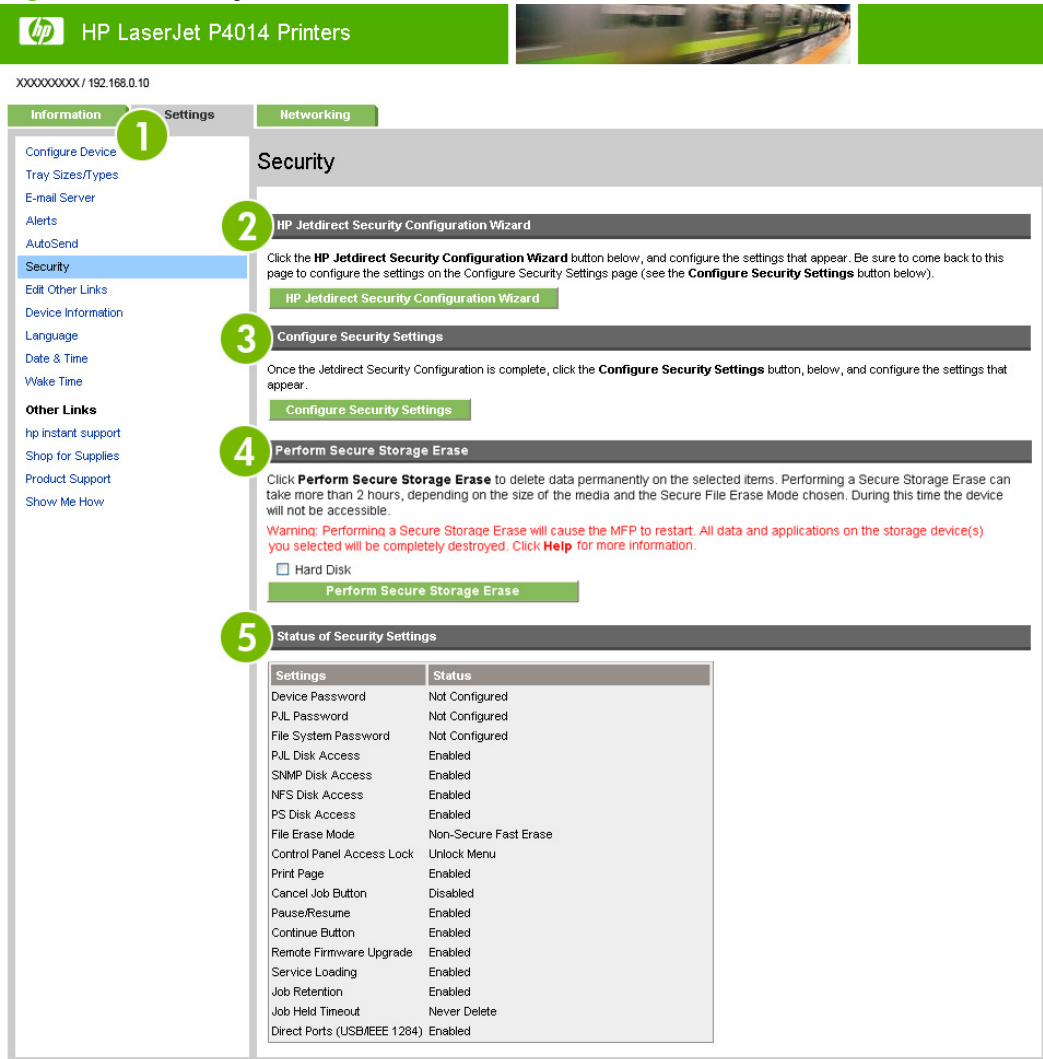 hp HP LaserJet P4014 Printers
XXXXXXXXX / 192.168.0.10
Information Settings Networking
1
Configure Device
Tray Sizes/Types
E-mail Server
Alerts
AutoSend
Security
Edit Other Links
Device Information
Language
Date & Time
Wake Time
Other Links
hp instant support
Shop for Supplies
Product Support
Show Me How
Security
2 HP Jetdirect Security Configuration Wizard
Click the HP Jetdirect Security Configuration Wizard button below, and configure the settings that appear. Be sure to come back to this
page to configure the settings on the Configure Security Settings page (see the Configure Security Settings button below).
HP Jetdirect Security Configuration Wizard
3 Configure Security Settings
Once the Jetdirect Security Configuration is complete, click the Configure Security Settings button, below, and configure the settings that
appear.
Configure Security Settings
4 Perform Secure Storage Erase
Click Perform Secure Storage Erase to delete data permanently on the selected items. Performing a Secure Storage Erase can
take more than 2 hours, depending on the size of the media and the Secure File Erase Mode chosen. During this time the device
will not be accessible.
Warning: Performing a Secure Storage Erase will cause the MFP to restart. All data and applications on the storage device(s)
you selected will be completely destroyed. Click Help for more information.
Hard Disk
Perform Secure Storage Erase
5 Status of Security Settings
Settings Status
Device Password Not Configured
PJL Password Not Configured
File System Password Not Configured
PJL Disk Access Enabled
SNMP Disk Access Enabled
NFS Disk Access Enabled
PS Disk Access Enabled
File Erase Mode Non-Secure Fast Erase
Control Panel Access Lock Unlock Menu
Print Page Enabled
Cancel Job Button Disabled
Pause/Resume Enabled
Continue Button Enabled
Remote Firmware Upgrade Enabled
Service Loading Enabled
Job Retention Enabled
Job Held Timeout Never Delete
Direct Ports (USB/IEEE 1284) Enabled